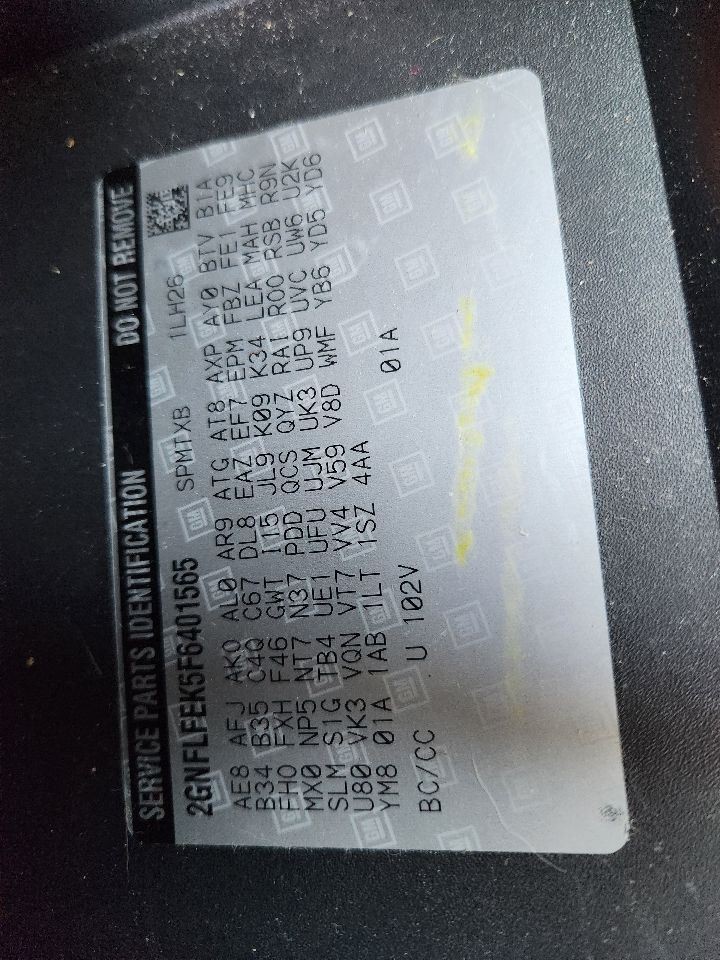 SERVICE PARTS IDENTIFICATION DO NOT REMOVE
2GNFLFEK5F6401565 SPMTXB 1LH26
AE8 AFJ AKO AL0 AR9 ATG AT8 AXP AY0 BTV B1A
B34 B35 C4Q C67 DL8 EAZ EF7 EPM FBZ FE1 FE9
FHO FXH F46 GWT I15 JL9 K09 K34 LEA MAH MHC
MX0 NP5 NT7 N37 PDD QCS QYZ RAI ROO RSB R9N
SLM S1G TB4 UE1 UFU UJM UK3 UP9 UVC UW6 U2K
U80 VK3 VQN VT7 VV4 V59 V8D WMF YB6 YD5 YD6
YM8 01A 1AB 1LT 1SZ 4AA 01A
BC/CC U 102V